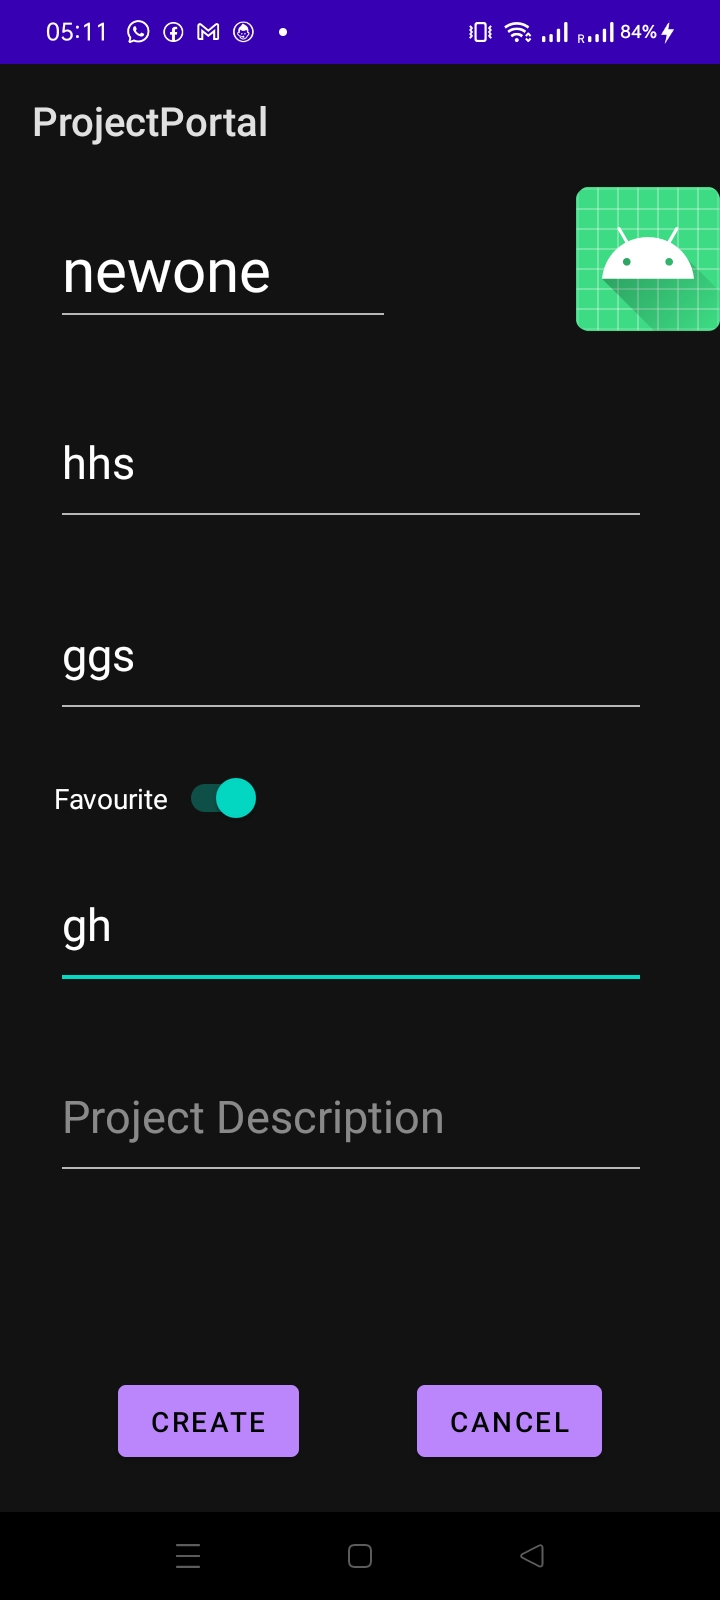 05:11 R 84%
ProjectPortal
newone
hhs
ggs
Favourite
gh
Project Description
CREATE CANCEL